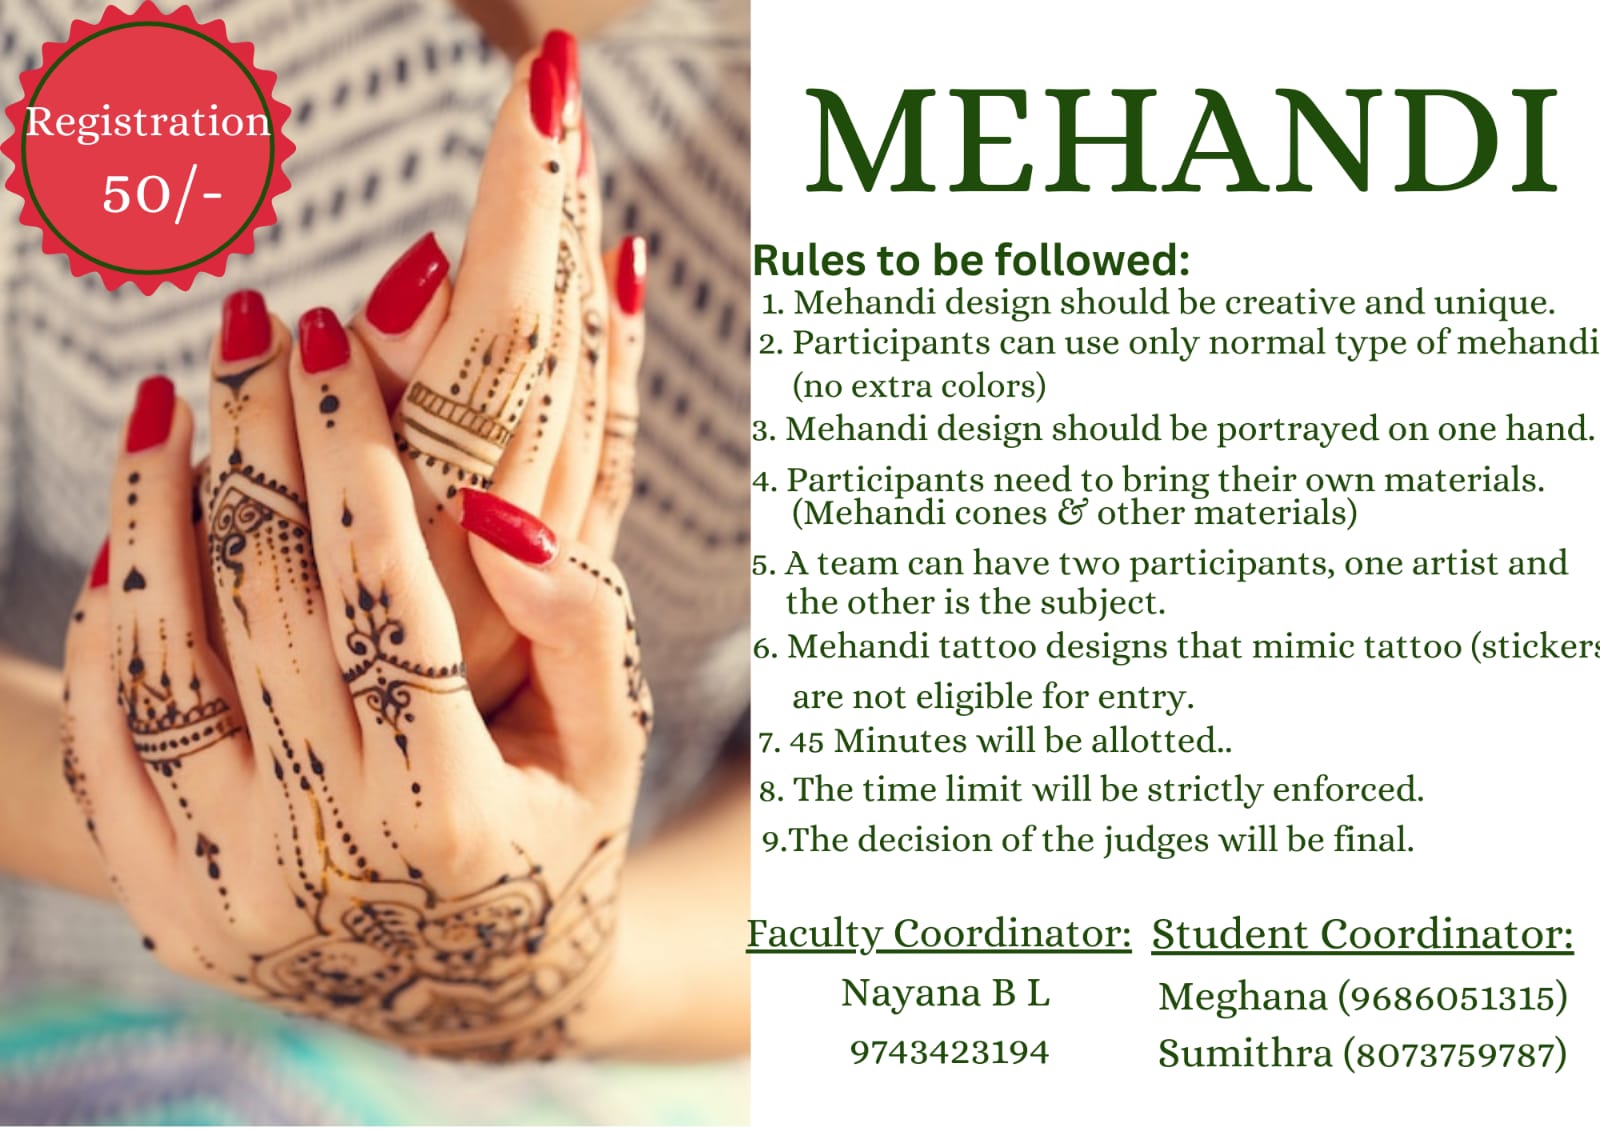 Registration
50/-
MEHANDI
Rules to be followed:
1. Mehandi design should be creative and unique.
2. Participants can use only normal type of mehandi
(no extra colors)
3. Mehandi design should be portrayed on one hand.
4. Participants need to bring their own materials.
(Mehandi cones & other materials)
5. A team can have two participants, one artist and
the other is the subject.
6. Mehandi tattoo designs that mimic tattoo (stickers
are not eligible for entry.
7. 45 Minutes will be allotted..
8. The time limit will be strictly enforced.
9.The decision of the judges will be final.
Faculty Coordinator:
Nayana B L
9743423194
Student Coordinator:
Meghana (9686051315)
Sumithra (8073759787)